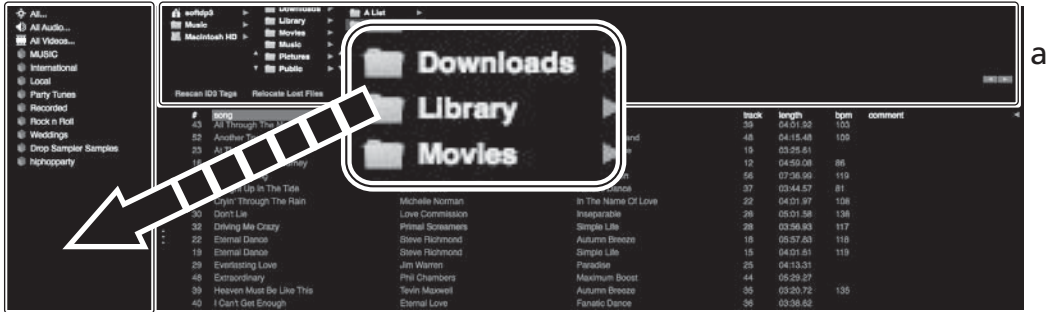 All...
All Audio...
All Videos...
MUSIC
International
Local
Party Tunes
Recorded
Rock n Roll
Weddings
Drop Sampler Samples
hiphopparty
softdp3
Music
Macintosh HD
Downloads
Library
Movies
Music
Pictures
Public
A List
Rescan ID3 Tags Relocate Lost Files
Downloads
Library
Movies
a
# song track length bpm comment
43 All Through The 39 04:01.92 103
52 Another 48 04:15.48 109
23 19 03:25.61
12 04:59.08 86
56 07:36.99 119
Up In The Tide Dance 37 03:44.57 81
Cryin' Through The Rain Michelle Norman In The Name Of Love 22 04:01.97 108
30 Don't Lie Love Commission Inseparable 26 05:01.58 138
32 Driving Me Crazy Primal Screamers Simple Life 28 03:56.93 117
22 Eternal Dance Steve Richmond Autumn Breeze 18 05:57.63 118
19 Eternal Dance Steve Richmond Simple Life 15 04:01.61 119
29 Everlasting Love Jim Warren Paradise 25 04:13.31
48 Extraordinary Phil Chambers Maximum Boost 44 05:29.27
39 Heaven Must Be Like This Tevin Maxwell Autumn Breeze 35 03:20.72 135
40 I Can't Get Enough Eternal Love Fanatic Dance 36 03:38.62